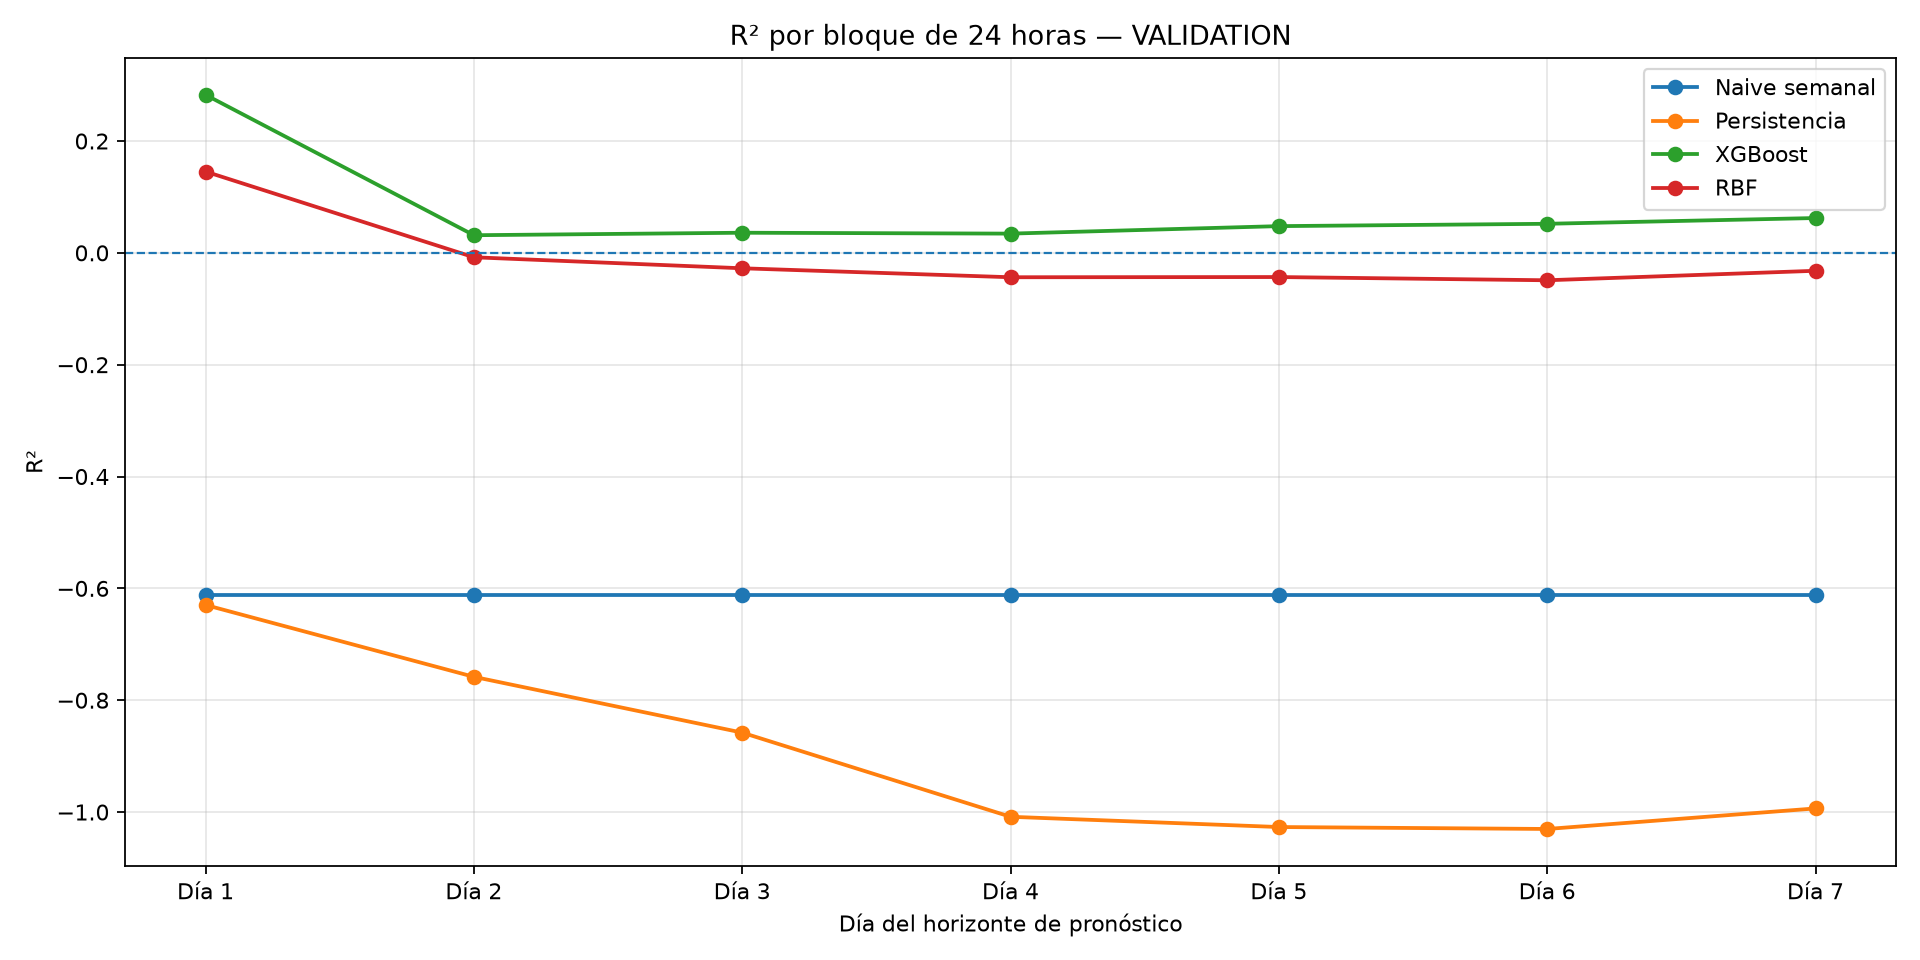 R² por bloque de 24 horas — VALIDATION
Naive semanal
Persistencia
XGBoost
RBF
R²
0.2
0.0
−0.2
−0.4
−0.6
−0.8
−1.0
Día 1 Día 2 Día 3 Día 4 Día 5 Día 6 Día 7
Día del horizonte de pronóstico